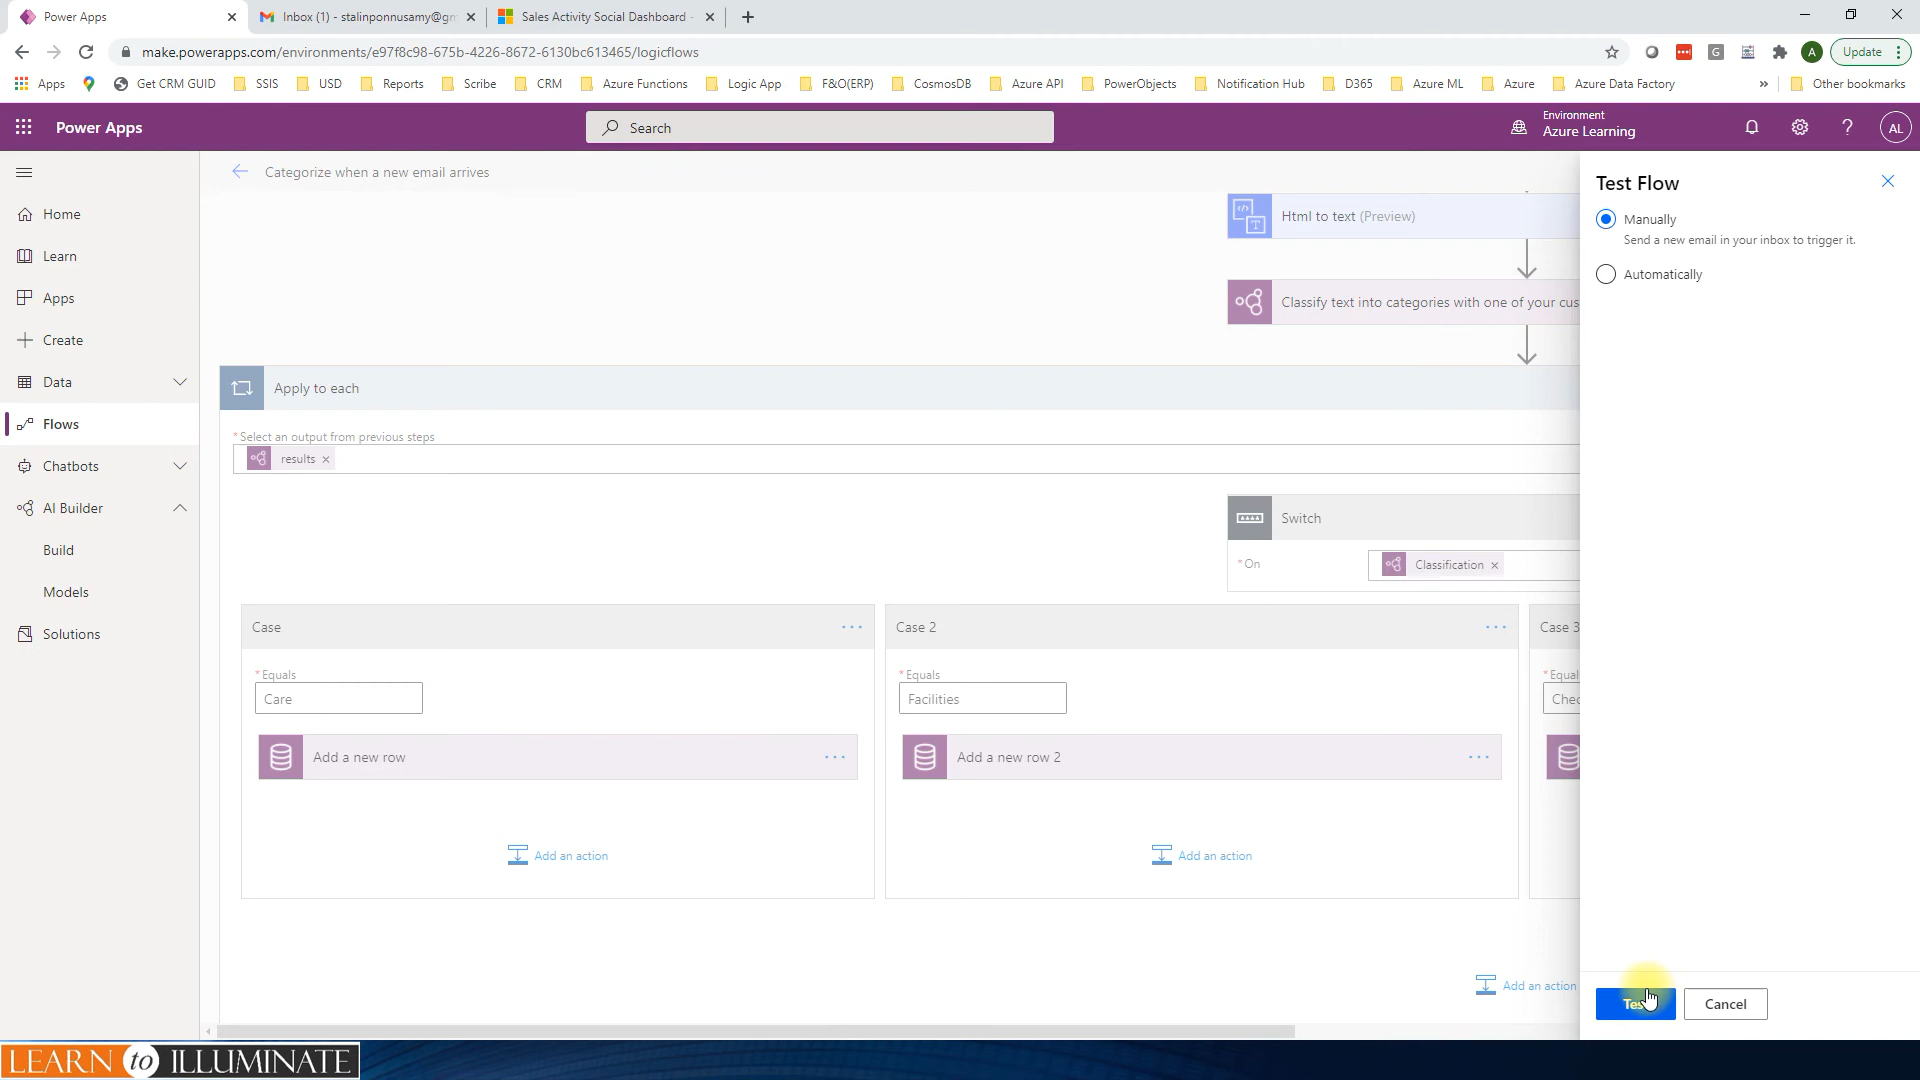 Power Apps
Inbox (1) - stalinponnusamy@gm
Sales Activity Social Dashboard -
make.powerapps.com/environments/e97f8c98-675b-4226-8672-6130bc613465/logicflows
G
A
Update
Apps
Get CRM GUID
SSIS
USD
Reports
Scribe
CRM
Azure Functions
Logic App
F&O(ERP)
CosmosDB
Azure API
PowerObjects
Notification Hub
D365
Azure ML
Azure
Azure Data Factory
»
Other bookmarks
Power Apps
Search
Environment
Azure Learning
?
AL
Categorize when a new email arrives
Home
Learn
Apps
Create
Data
Flows
Chatbots
AI Builder
Build
Models
Solutions
Html to text (Preview)
Classify text into categories with one of your cus
Apply to each
* Select an output from previous steps
results
Switch
* On
Classification
Case
* Equals
Care
Add a new row
Add an action
Case 2
* Equals
Facilities
Add a new row 2
Add an action
Case 3
* Equal
Chec
Add an action
Test Flow
Manually
Send a new email in your inbox to trigger it.
Automatically
Cancel
LEARN to ILLUMINATE